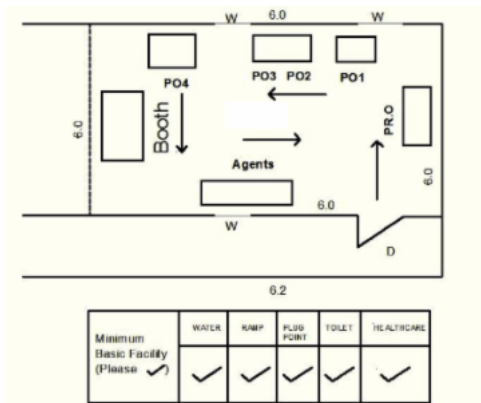 W 6.0 W
PO4 PO3 PO2 PO1
6.0 Booth PR.O
Agents
6.0
6.0
W
D
6.2
WATER RAMP PLUG POINT TOILET HEALTHCARE
Minimum
Basic Facility
(Please ✓)
✓ ✓ ✓ ✓ ✓